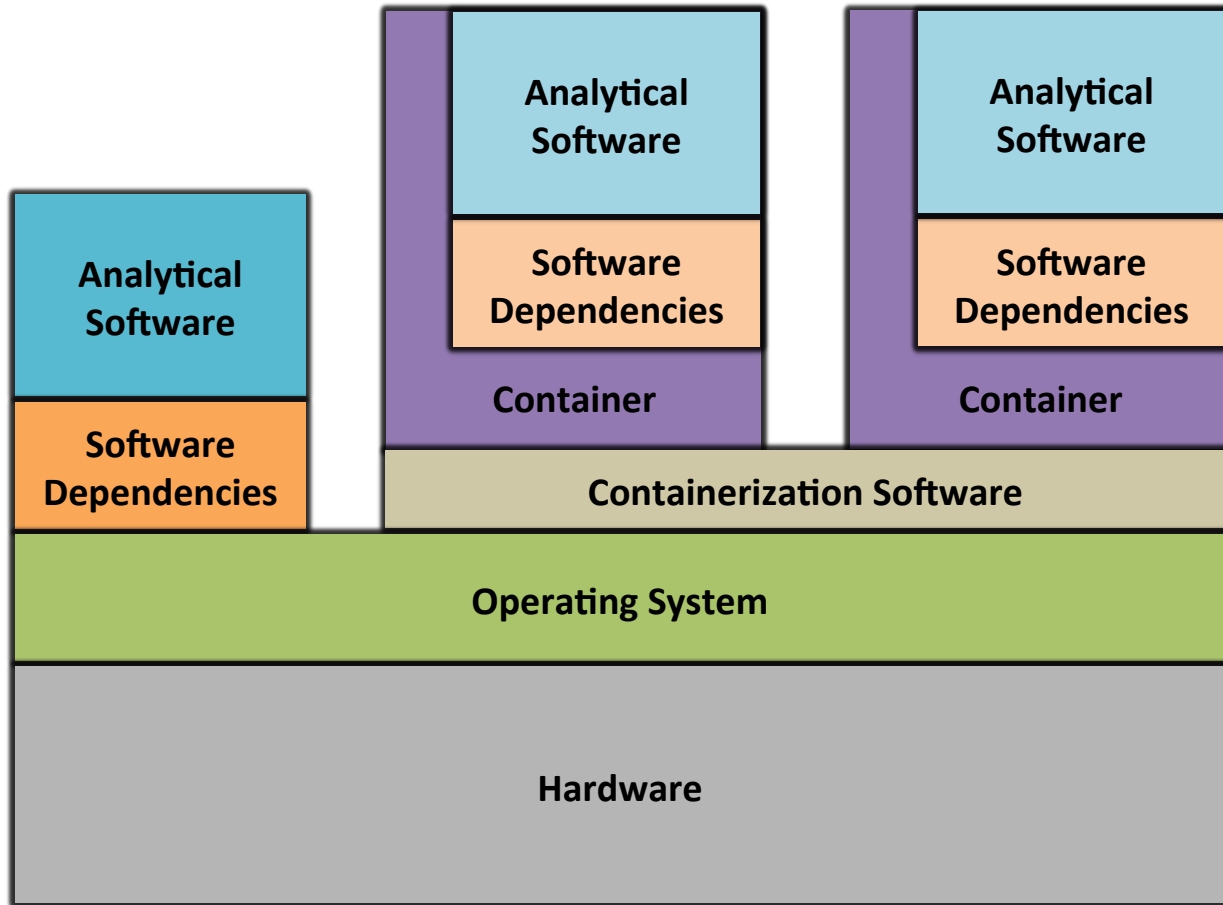 Analytical
Software
Software
Dependencies
Analytical
Software
Software
Dependencies
Container
Analytical
Software
Software
Dependencies
Container
Containerization Software
Operating System
Hardware